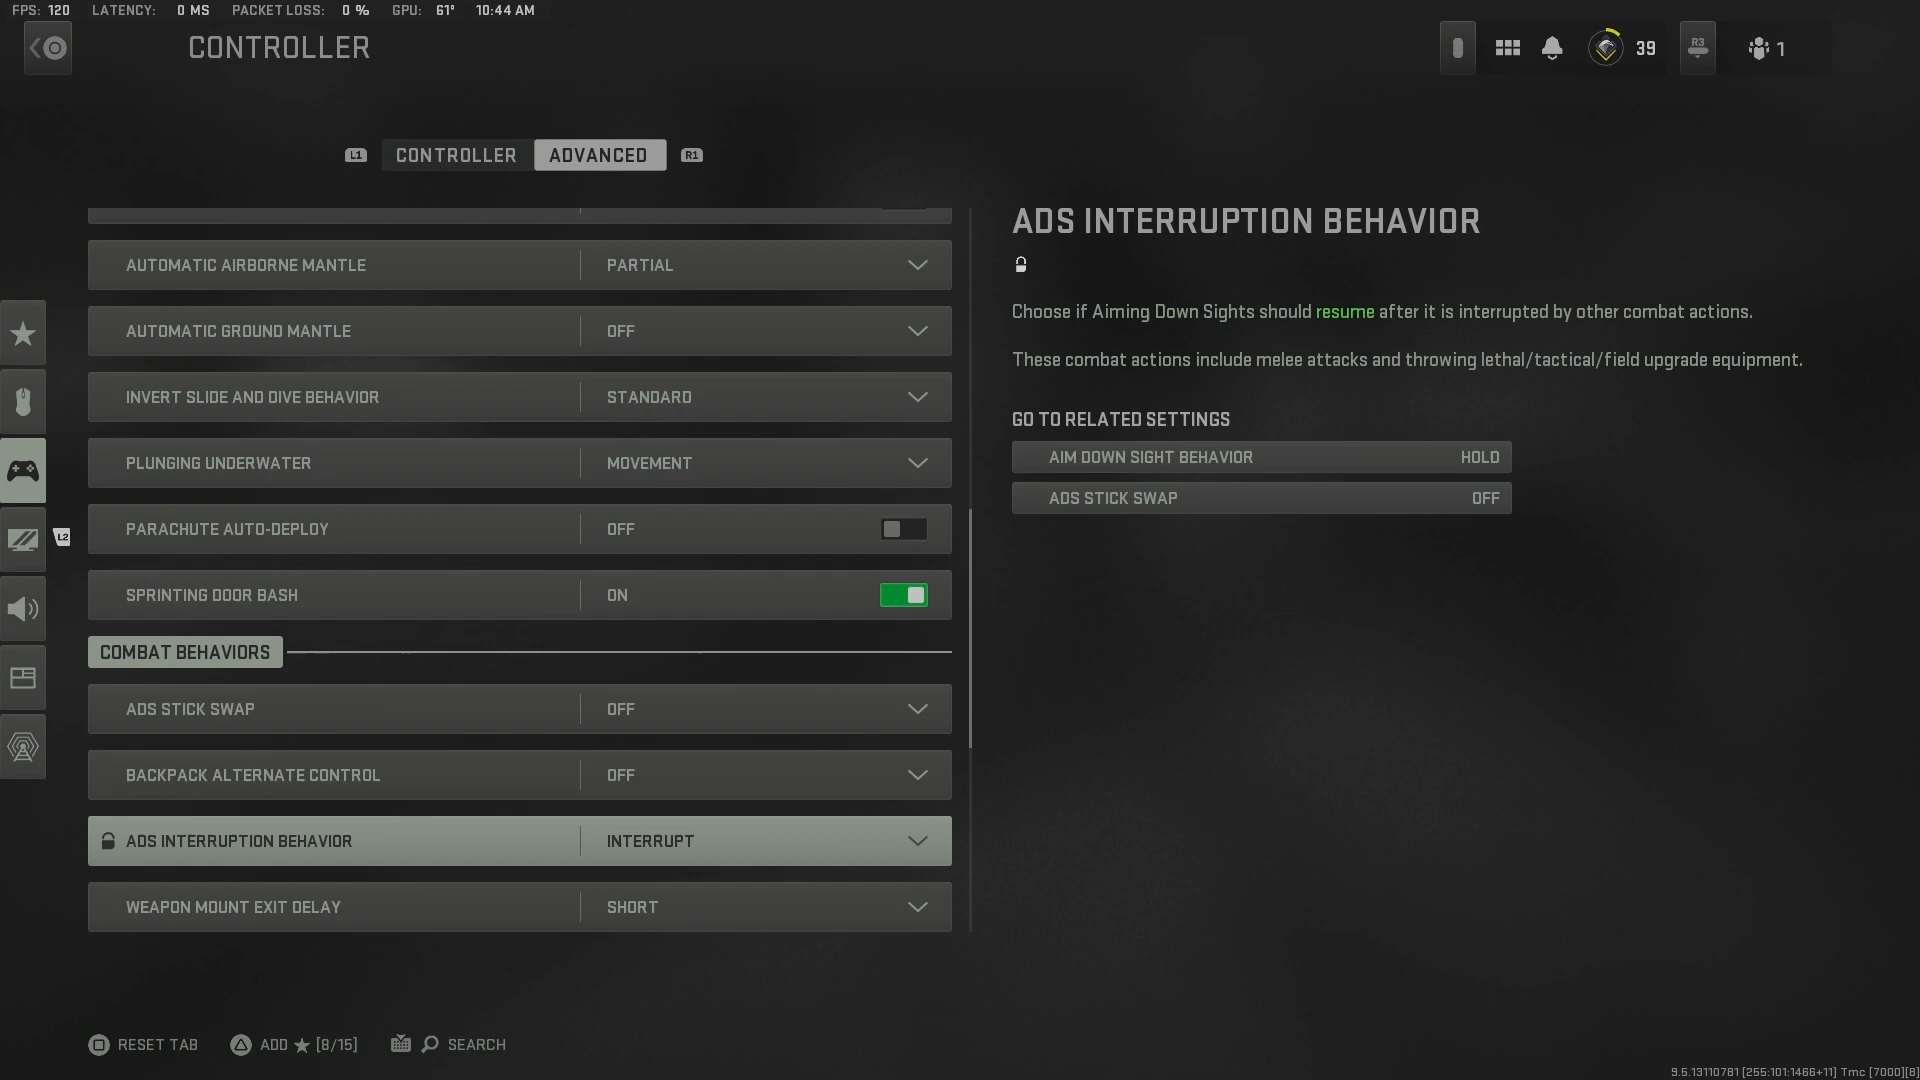 FPS: 120 LATENCY: 0 MS PACKET LOSS: 0 % GPU: 61° 10:44 AM
CONTROLLER
39 R3 1
L1 CONTROLLER ADVANCED R1
ADS INTERRUPTION BEHAVIOR
AUTOMATIC AIRBORNE MANTLE PARTIAL
Choose if Aiming Down Sights should resume after it is interrupted by other combat actions.
AUTOMATIC GROUND MANTLE OFF
These combat actions include melee attacks and throwing lethal/tactical/field upgrade equipment.
INVERT SLIDE AND DIVE BEHAVIOR STANDARD
GO TO RELATED SETTINGS
PLUNGING UNDERWATER MOVEMENT
AIM DOWN SIGHT BEHAVIOR HOLD
ADS STICK SWAP OFF
PARACHUTE AUTO-DEPLOY OFF
L2
SPRINTING DOOR BASH ON
COMBAT BEHAVIORS
ADS STICK SWAP OFF
BACKPACK ALTERNATE CONTROL OFF
ADS INTERRUPTION BEHAVIOR INTERRUPT
WEAPON MOUNT EXIT DELAY SHORT
RESET TAB ADD ★ [8/15] SEARCH
9.5.13110781 [255:101:1466+11] Tmc [7000][8]